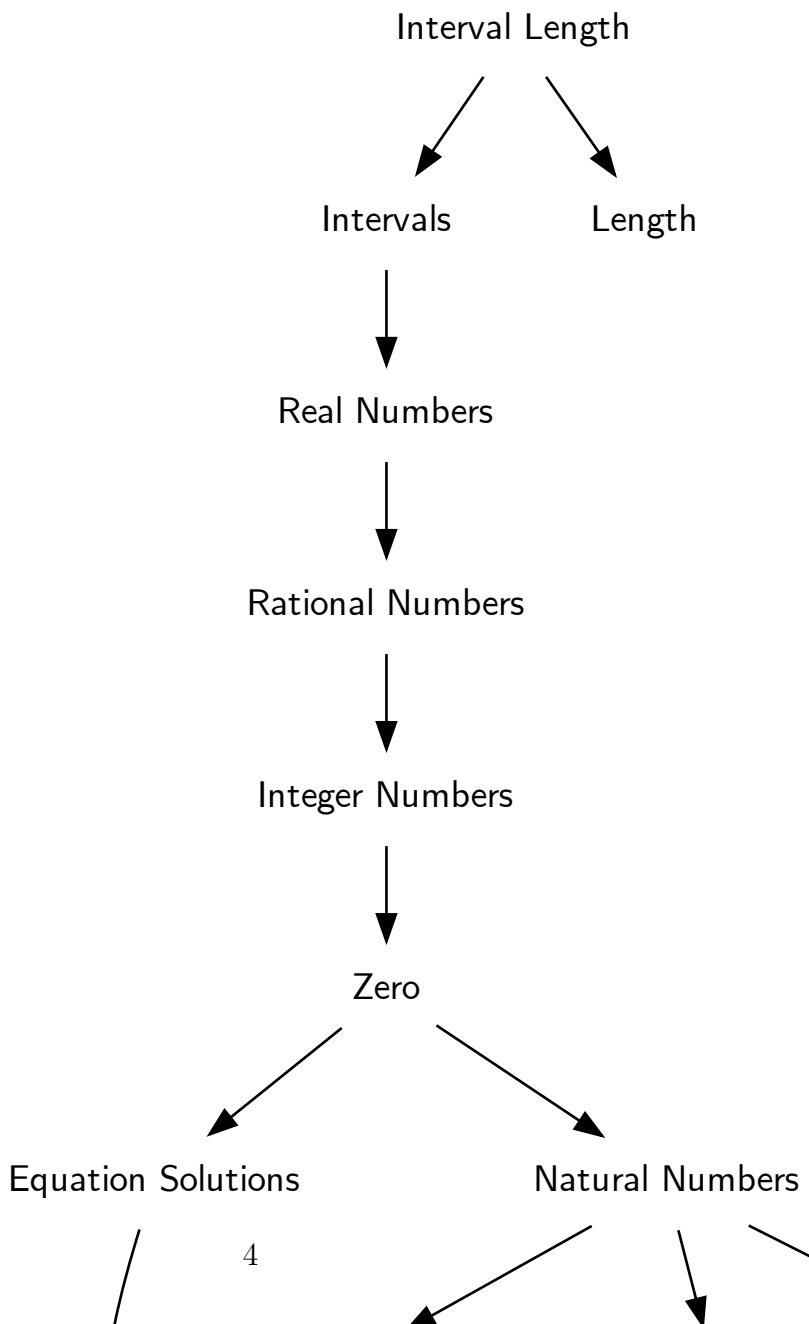 Interval Length
Intervals
Length
Real Numbers
Rational Numbers
Integer Numbers
Zero
Equation Solutions
Natural Numbers
4